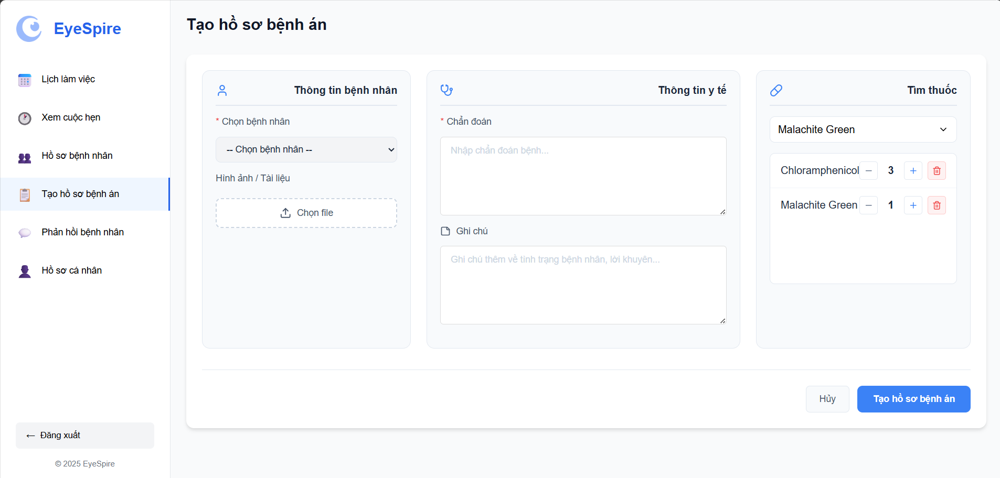 EyeSpire
Lịch làm việc
Xem cuộc hẹn
Hồ sơ bệnh nhân
Tạo hồ sơ bệnh án
Phản hồi bệnh nhân
Hồ sơ cá nhân
← Đăng xuất
© 2025 EyeSpire
Tạo hồ sơ bệnh án
Thông tin bệnh nhân
* Chọn bệnh nhân
-- Chọn bệnh nhân --
Hình ảnh / Tài liệu
Chọn file
Thông tin y tế
* Chẩn đoán
Nhập chẩn đoán bệnh...
Ghi chú
Ghi chú thêm về tình trạng bệnh nhân, lời khuyên...
Tìm thuốc
Malachite Green
Chloramphenicol − 3 +
Malachite Green − 1 +
Hủy
Tạo hồ sơ bệnh án